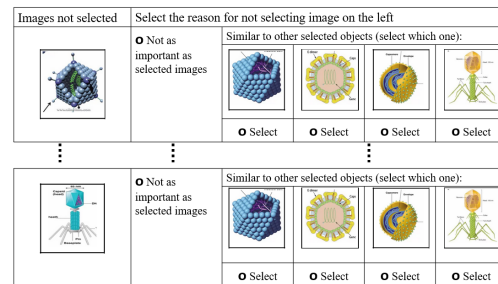 Images not selected
Select the reason for not selecting image on the left
O Not as
important as
selected images
Similar to other selected objects (select which one):
O Select
O Select
O Select
O Select
O Not as
important as
selected images
Similar to other selected objects (select which one):
O Select
O Select
O Select
O Select